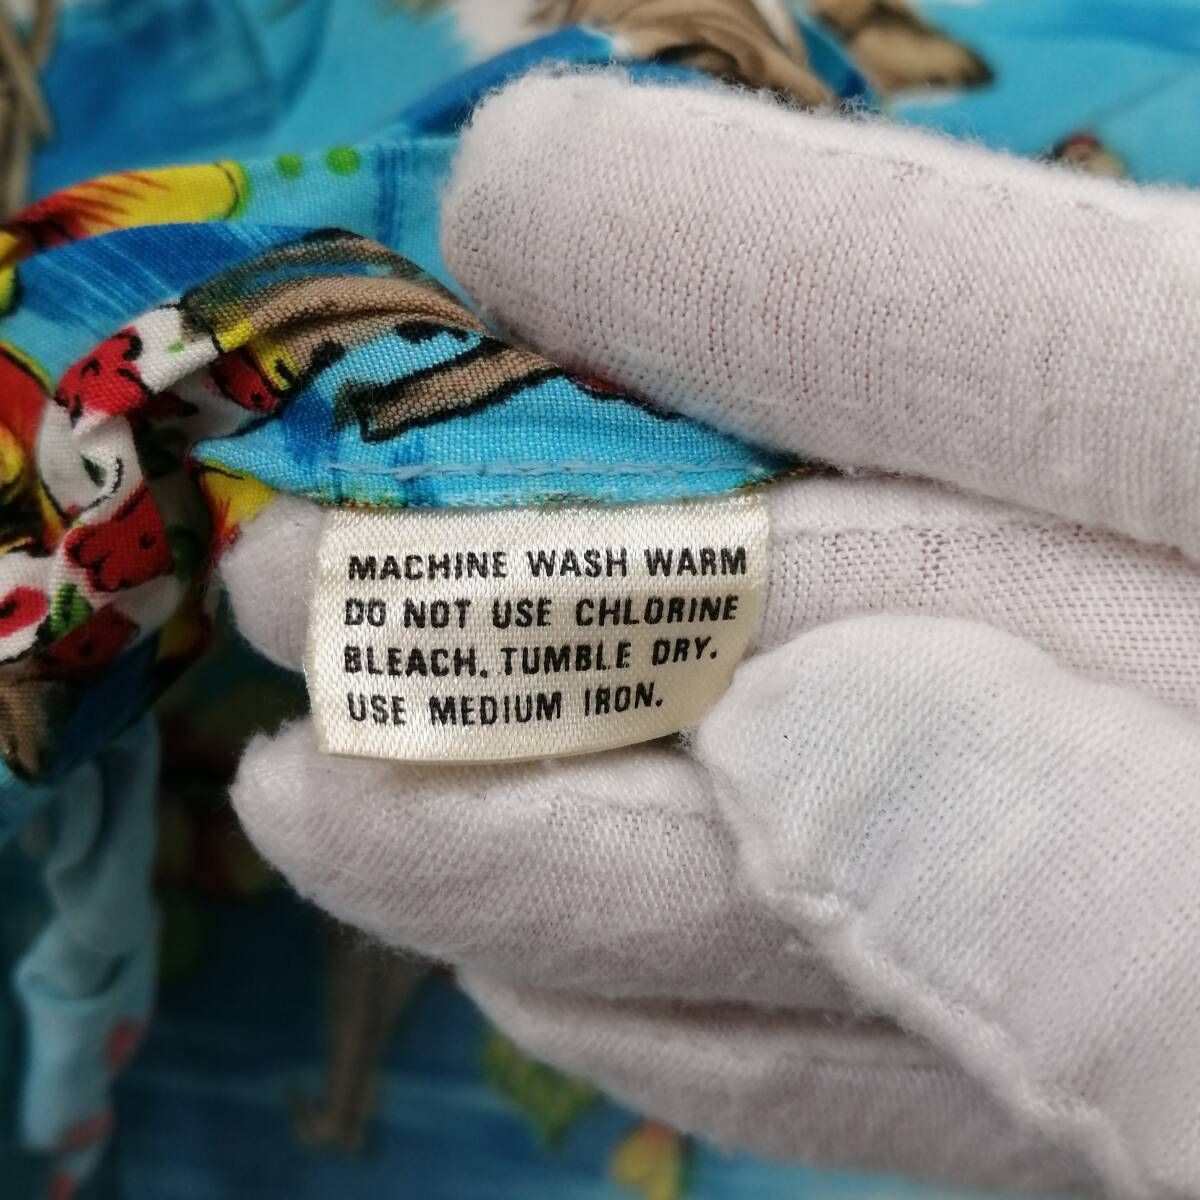 MACHINE WASH WARM
DO NOT USE CHLORINE
BLEACH. TUMBLE DRY.
USE MEDIUM IRON.